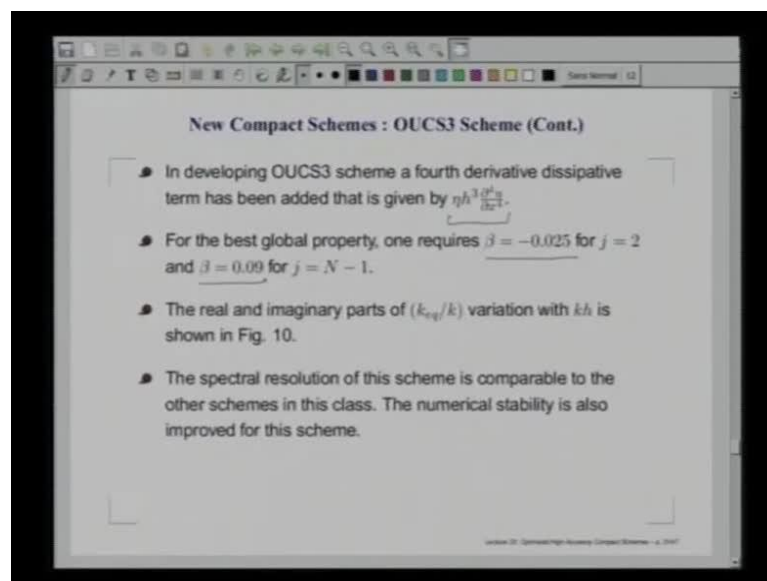 New Compact Schemes : OUCS3 Scheme (Cont.)
In developing OUCS3 scheme a fourth derivative dissipative
term has been added that is given by
For the best global property, one requires β = −0.025 for j = 2
and β = 0.09 for j = N − 1.
The real and imaginary parts of (k_eq/k) variation with kh is
shown in Fig. 10.
The spectral resolution of this scheme is comparable to the
other schemes in this class. The numerical stability is also
improved for this scheme.